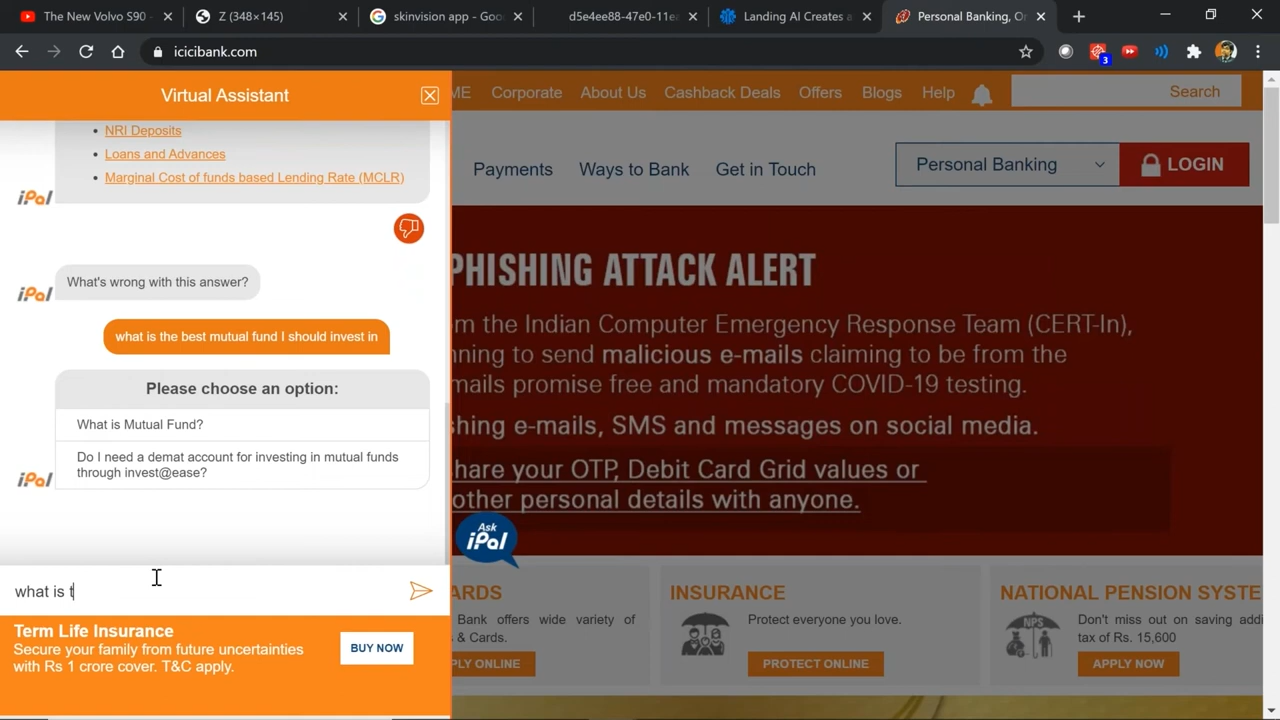 The New Volvo S90 -
Z (348×145)
skinvision app - Goo
d5e4ee88-47e0-11e
Landing AI Creates a
Personal Banking, On
icicibank.com
3
Virtual Assistant
ME Corporate About Us Cashback Deals Offers Blogs Help Search
• NRI Deposits
• Loans and Advances
• Marginal Cost of funds based Lending Rate (MCLR)
iPal
Payments Ways to Bank Get in Touch Personal Banking LOGIN
What's wrong with this answer?
iPal
what is the best mutual fund I should invest in
Please choose an option:
What is Mutual Fund?
Do I need a demat account for investing in mutual funds
through invest@ease?
iPal
what is t
Term Life Insurance
Secure your family from future uncertainties
with Rs 1 crore cover. T&C apply.
BUY NOW
PHISHING ATTACK ALERT
om the Indian Computer Emergency Response Team (CERT-In),
nning to send malicious e-mails claiming to be from the
mails promise free and mandatory COVID-19 testing.
shing e-mails, SMS and messages on social media.
hare your OTP, Debit Card Grid values or
other personal details with anyone.
Ask
iPal
ARDS
Bank offers wide variety of
s & Cards.
PLY ONLINE
INSURANCE
Protect everyone you love.
PROTECT ONLINE
NATIONAL PENSION SYSTE
NPS
Don't miss out on saving addi
tax of Rs. 15,600
APPLY NOW